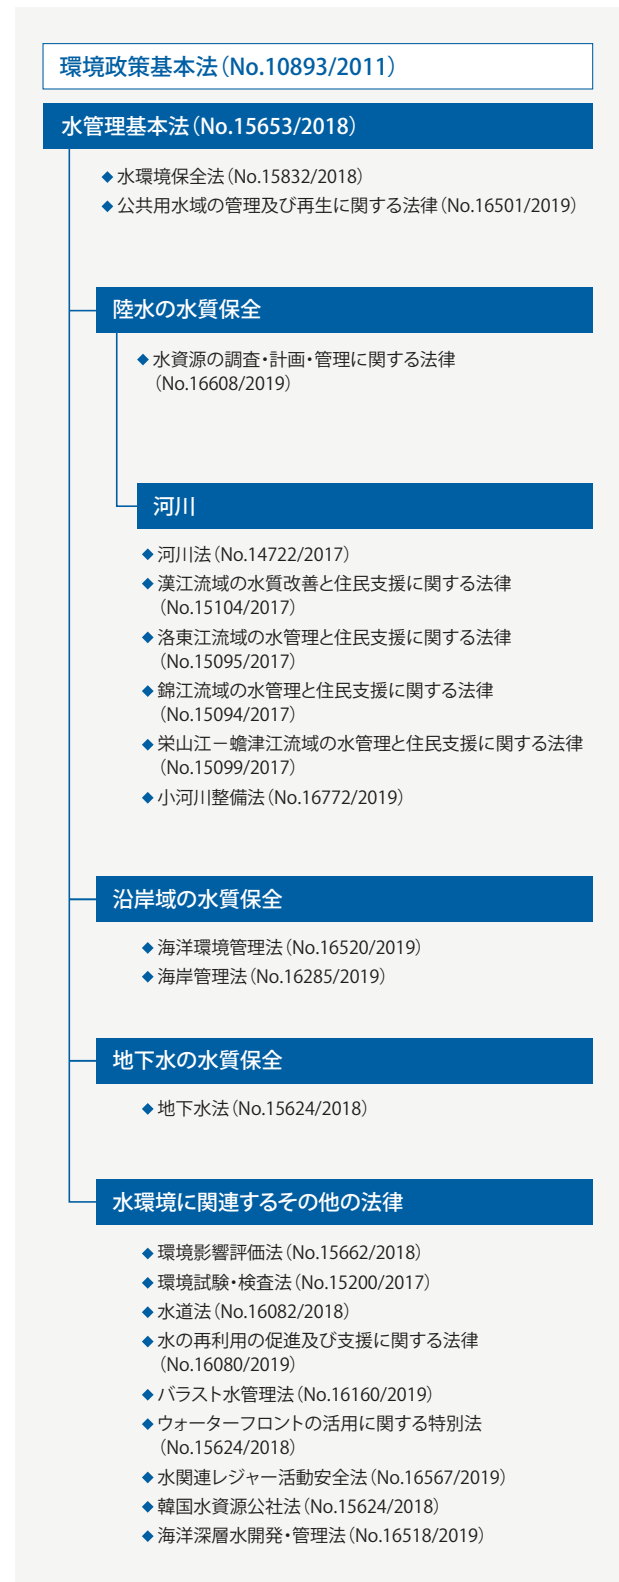 環境政策基本法（No.10893/2011）
水管理基本法（No.15653/2018）
◆水環境保全法（No.15832/2018）
◆公共用水域の管理及び再生に関する法律（No.16501/2019）
陸水の水質保全
◆水資源の調査・計画・管理に関する法律
（No.16608/2019）
河川
◆河川法（No.14722/2017）
◆漢江流域の水質改善と住民支援に関する法律
（No.15104/2017）
◆洛東江流域の水管理と住民支援に関する法律
（No.15095/2017）
◆錦江流域の水管理と住民支援に関する法律
（No.15094/2017）
◆栄山江－蟾津江流域の水管理と住民支援に関する法律
（No.15099/2017）
◆小河川整備法（No.16772/2019）
沿岸域の水質保全
◆海洋環境管理法（No.16520/2019）
◆海岸管理法（No.16285/2019）
地下水の水質保全
◆地下水法（No.15624/2018）
水環境に関連するその他の法律
◆環境影響評価法（No.15662/2018）
◆環境試験・検査法（No.15200/2017）
◆水道法（No.16082/2018）
◆水の再利用の促進及び支援に関する法律
（No.16080/2019）
◆バラスト水管理法（No.16160/2019）
◆ウォーターフロントの活用に関する特別法
（No.15624/2018）
◆水関連レジャー活動安全法（No.16567/2019）
◆韓国水資源公社法（No.15624/2018）
◆海洋深層水開発・管理法（No.16518/2019）